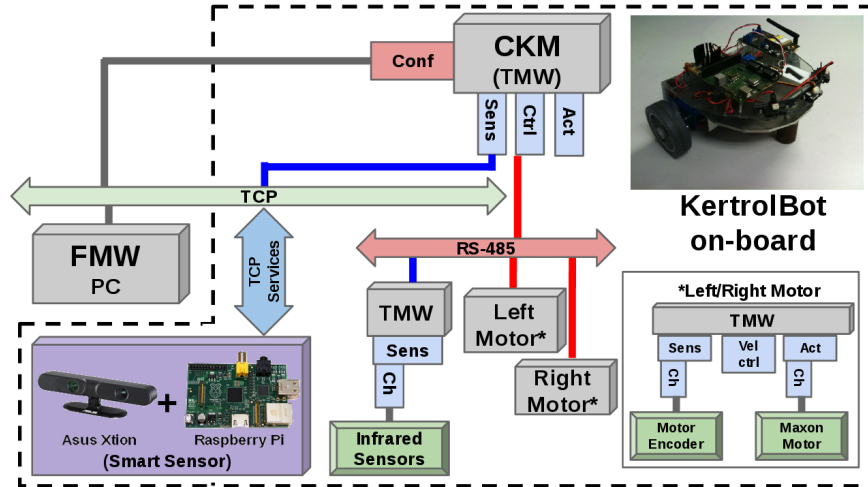 CKM
(TMW)
Conf
Sens
Ctrl
Act
TCP
KertrolBot
on-board
FMW
PC
TCP
Services
RS-485
TMW
Sens
Ch
Infrared
Sensors
Left
Motor*
Right
Motor*
*Left/Right Motor
TMW
Sens
Vel
ctrl
Act
Ch
Ch
Motor
Encoder
Maxon
Motor
Asus Xtion
+
Raspberry Pi
(Smart Sensor)